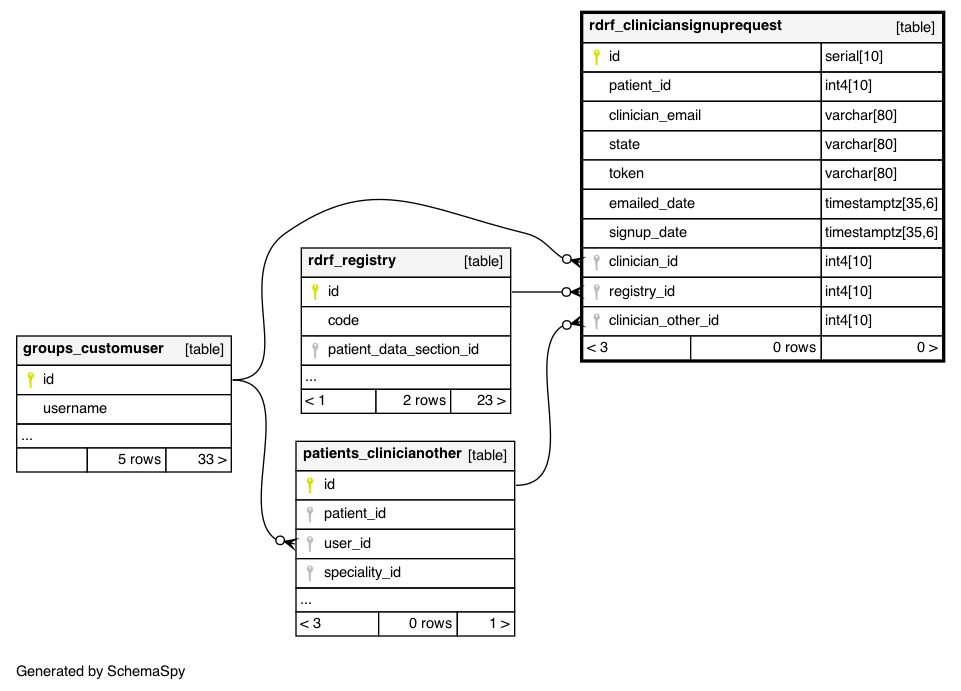 rdrf_cliniciansignuprequest [table]
id serial[10]
patient_id int4[10]
clinician_email varchar[80]
state varchar[80]
token varchar[80]
emailed_date timestamptz[35,6]
signup_date timestamptz[35,6]
clinician_id int4[10]
registry_id int4[10]
clinician_other_id int4[10]
< 3 0 rows 0 >
rdrf_registry [table]
id
code
patient_data_section_id
...
< 1 2 rows 23 >
groups_customuser [table]
id
username
...
5 rows 33 >
patients_clinicianother [table]
id
patient_id
user_id
speciality_id
...
< 3 0 rows 1 >
Generated by SchemaSpy